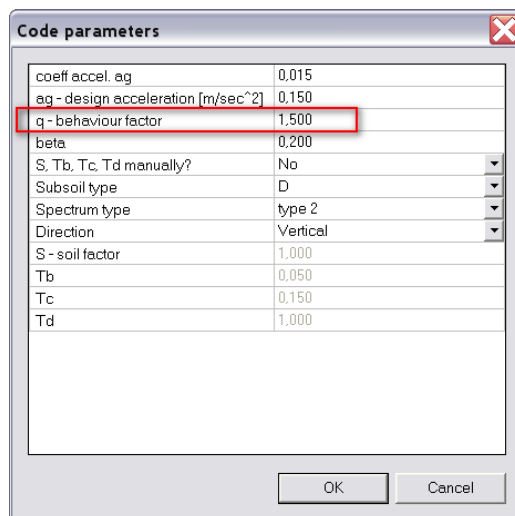 Code parameters
coeff accel. ag 0,015
ag - design acceleration [m/sec^2] 0,150
q - behaviour factor 1,500
beta 0,200
S, Tb, Tc, Td manually? No
Subsoil type D
Spectrum type type 2
Direction Vertical
S - soil factor 1,000
Tb 0,050
Tc 0,150
Td 1,000
OK Cancel